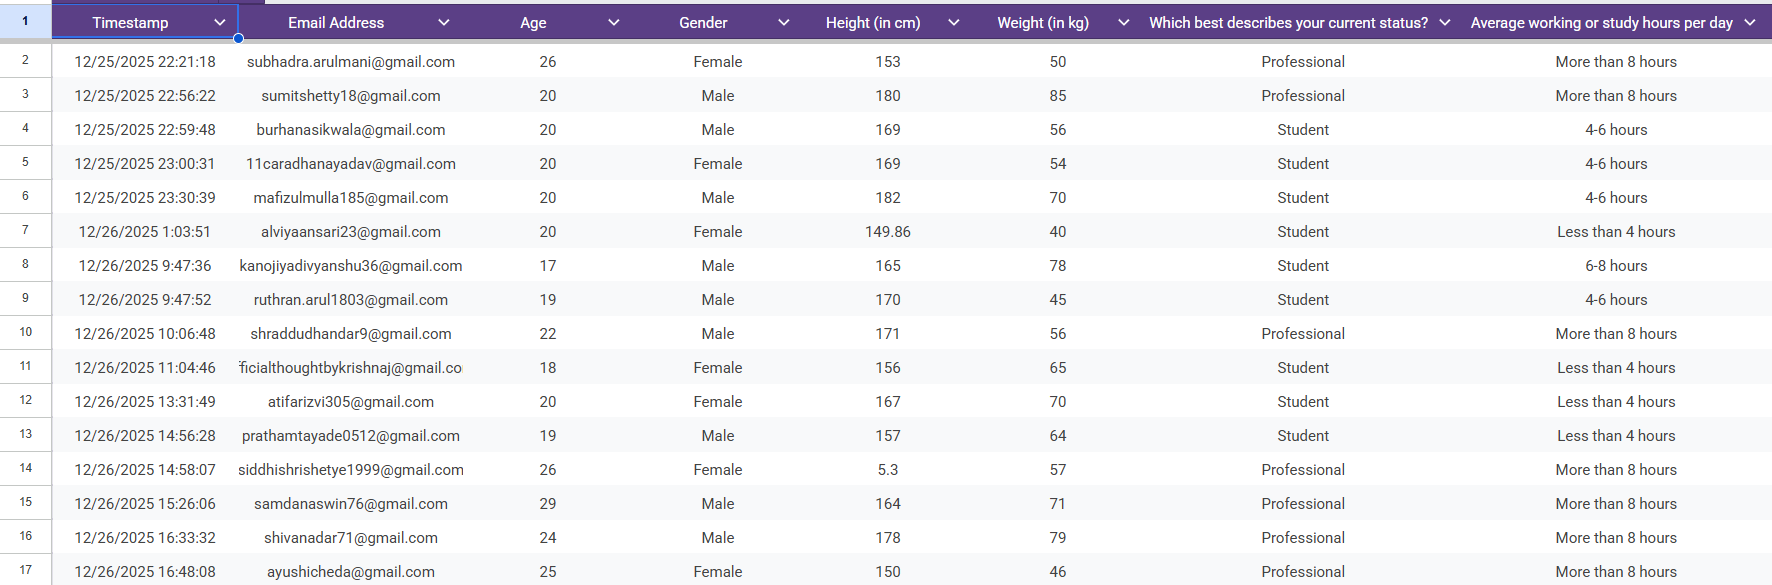 1 Timestamp Email Address Age Gender Height (in cm) Weight (in kg) Which best describes your current status? Average working or study hours per day
2 12/25/2025 22:21:18 subhadra.arulmani@gmail.com 26 Female 153 50 Professional More than 8 hours
3 12/25/2025 22:56:22 sumitshetty18@gmail.com 20 Male 180 85 Professional More than 8 hours
4 12/25/2025 22:59:48 burhanasikwala@gmail.com 20 Male 169 56 Student 4-6 hours
5 12/25/2025 23:00:31 11caradhanayadav@gmail.com 20 Female 169 54 Student 4-6 hours
6 12/25/2025 23:30:39 mafizulmulla185@gmail.com 20 Male 182 70 Student 4-6 hours
7 12/26/2025 1:03:51 alviyaansari23@gmail.com 20 Female 149.86 40 Student Less than 4 hours
8 12/26/2025 9:47:36 kanojiyadivyanshu36@gmail.com 17 Male 165 78 Student 6-8 hours
9 12/26/2025 9:47:52 ruthran.arul1803@gmail.com 19 Male 170 45 Student 4-6 hours
10 12/26/2025 10:06:48 shraddudhandar9@gmail.com 22 Male 171 56 Professional More than 8 hours
11 12/26/2025 11:04:46 fficialthoughtbykrishnaj@gmail.co 18 Female 156 65 Student Less than 4 hours
12 12/26/2025 13:31:49 atifarizvi305@gmail.com 20 Female 167 70 Student Less than 4 hours
13 12/26/2025 14:56:28 prathamtayade0512@gmail.com 19 Male 157 64 Student Less than 4 hours
14 12/26/2025 14:58:07 siddhishrishetye1999@gmail.com 26 Female 5.3 57 Professional More than 8 hours
15 12/26/2025 15:26:06 samdanaswin76@gmail.com 29 Male 164 71 Professional More than 8 hours
16 12/26/2025 16:33:32 shivanadar71@gmail.com 24 Male 178 79 Professional More than 8 hours
17 12/26/2025 16:48:08 ayushicheda@gmail.com 25 Female 150 46 Professional More than 8 hours